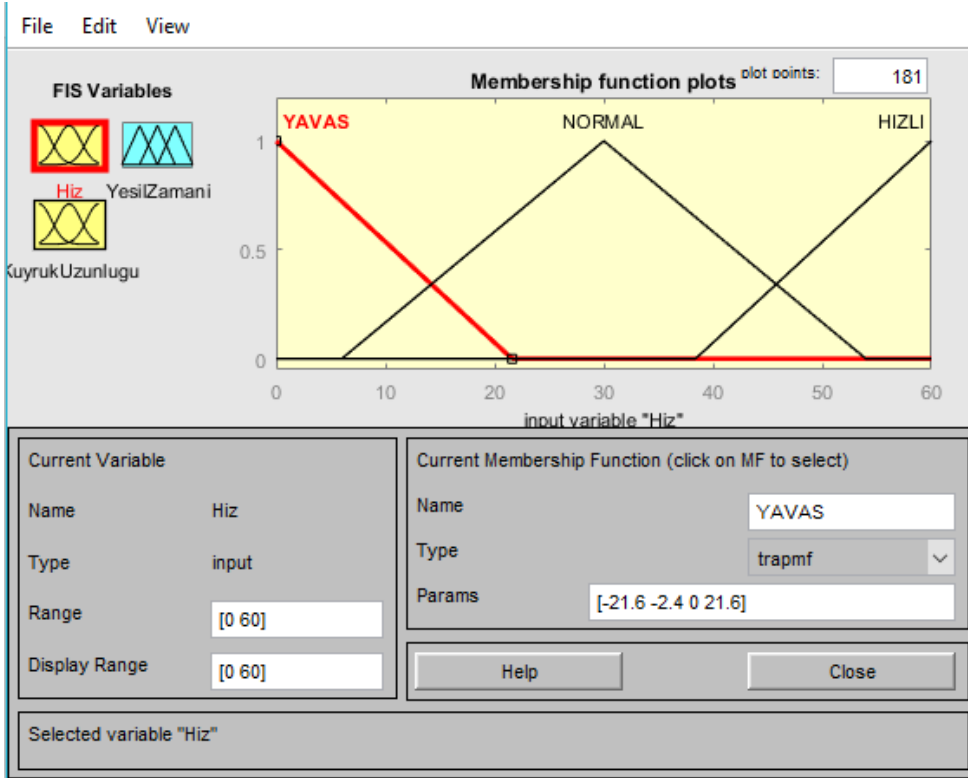 File Edit View
FIS Variables
Membership function plots
plot points: 181
YAVAS NORMAL HIZLI
1
0.5
0
Hiz YesilZamani
KuyrukUzunlugu
0 10 20 30 40 50 60
input variable "Hiz"
Current Variable
Name Hiz
Type input
Range [0 60]
Display Range [0 60]
Current Membership Function (click on MF to select)
Name YAVAS
Type trapmf
Params [-21.6 -2.4 0 21.6]
Help Close
Selected variable "Hiz"